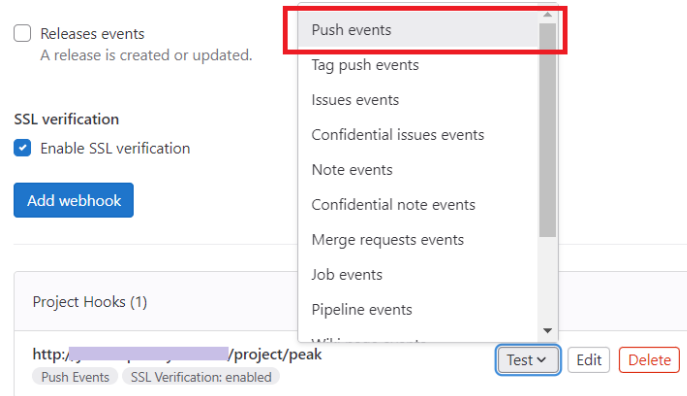 Releases events
A release is created or updated.
SSL verification
Enable SSL verification
Add webhook
Push events
Tag push events
Issues events
Confidential issues events
Note events
Confidential note events
Merge requests events
Job events
Pipeline events
Project Hooks (1)
http:/ /project/peak
Test Edit Delete
Push Events SSL Verification: enabled